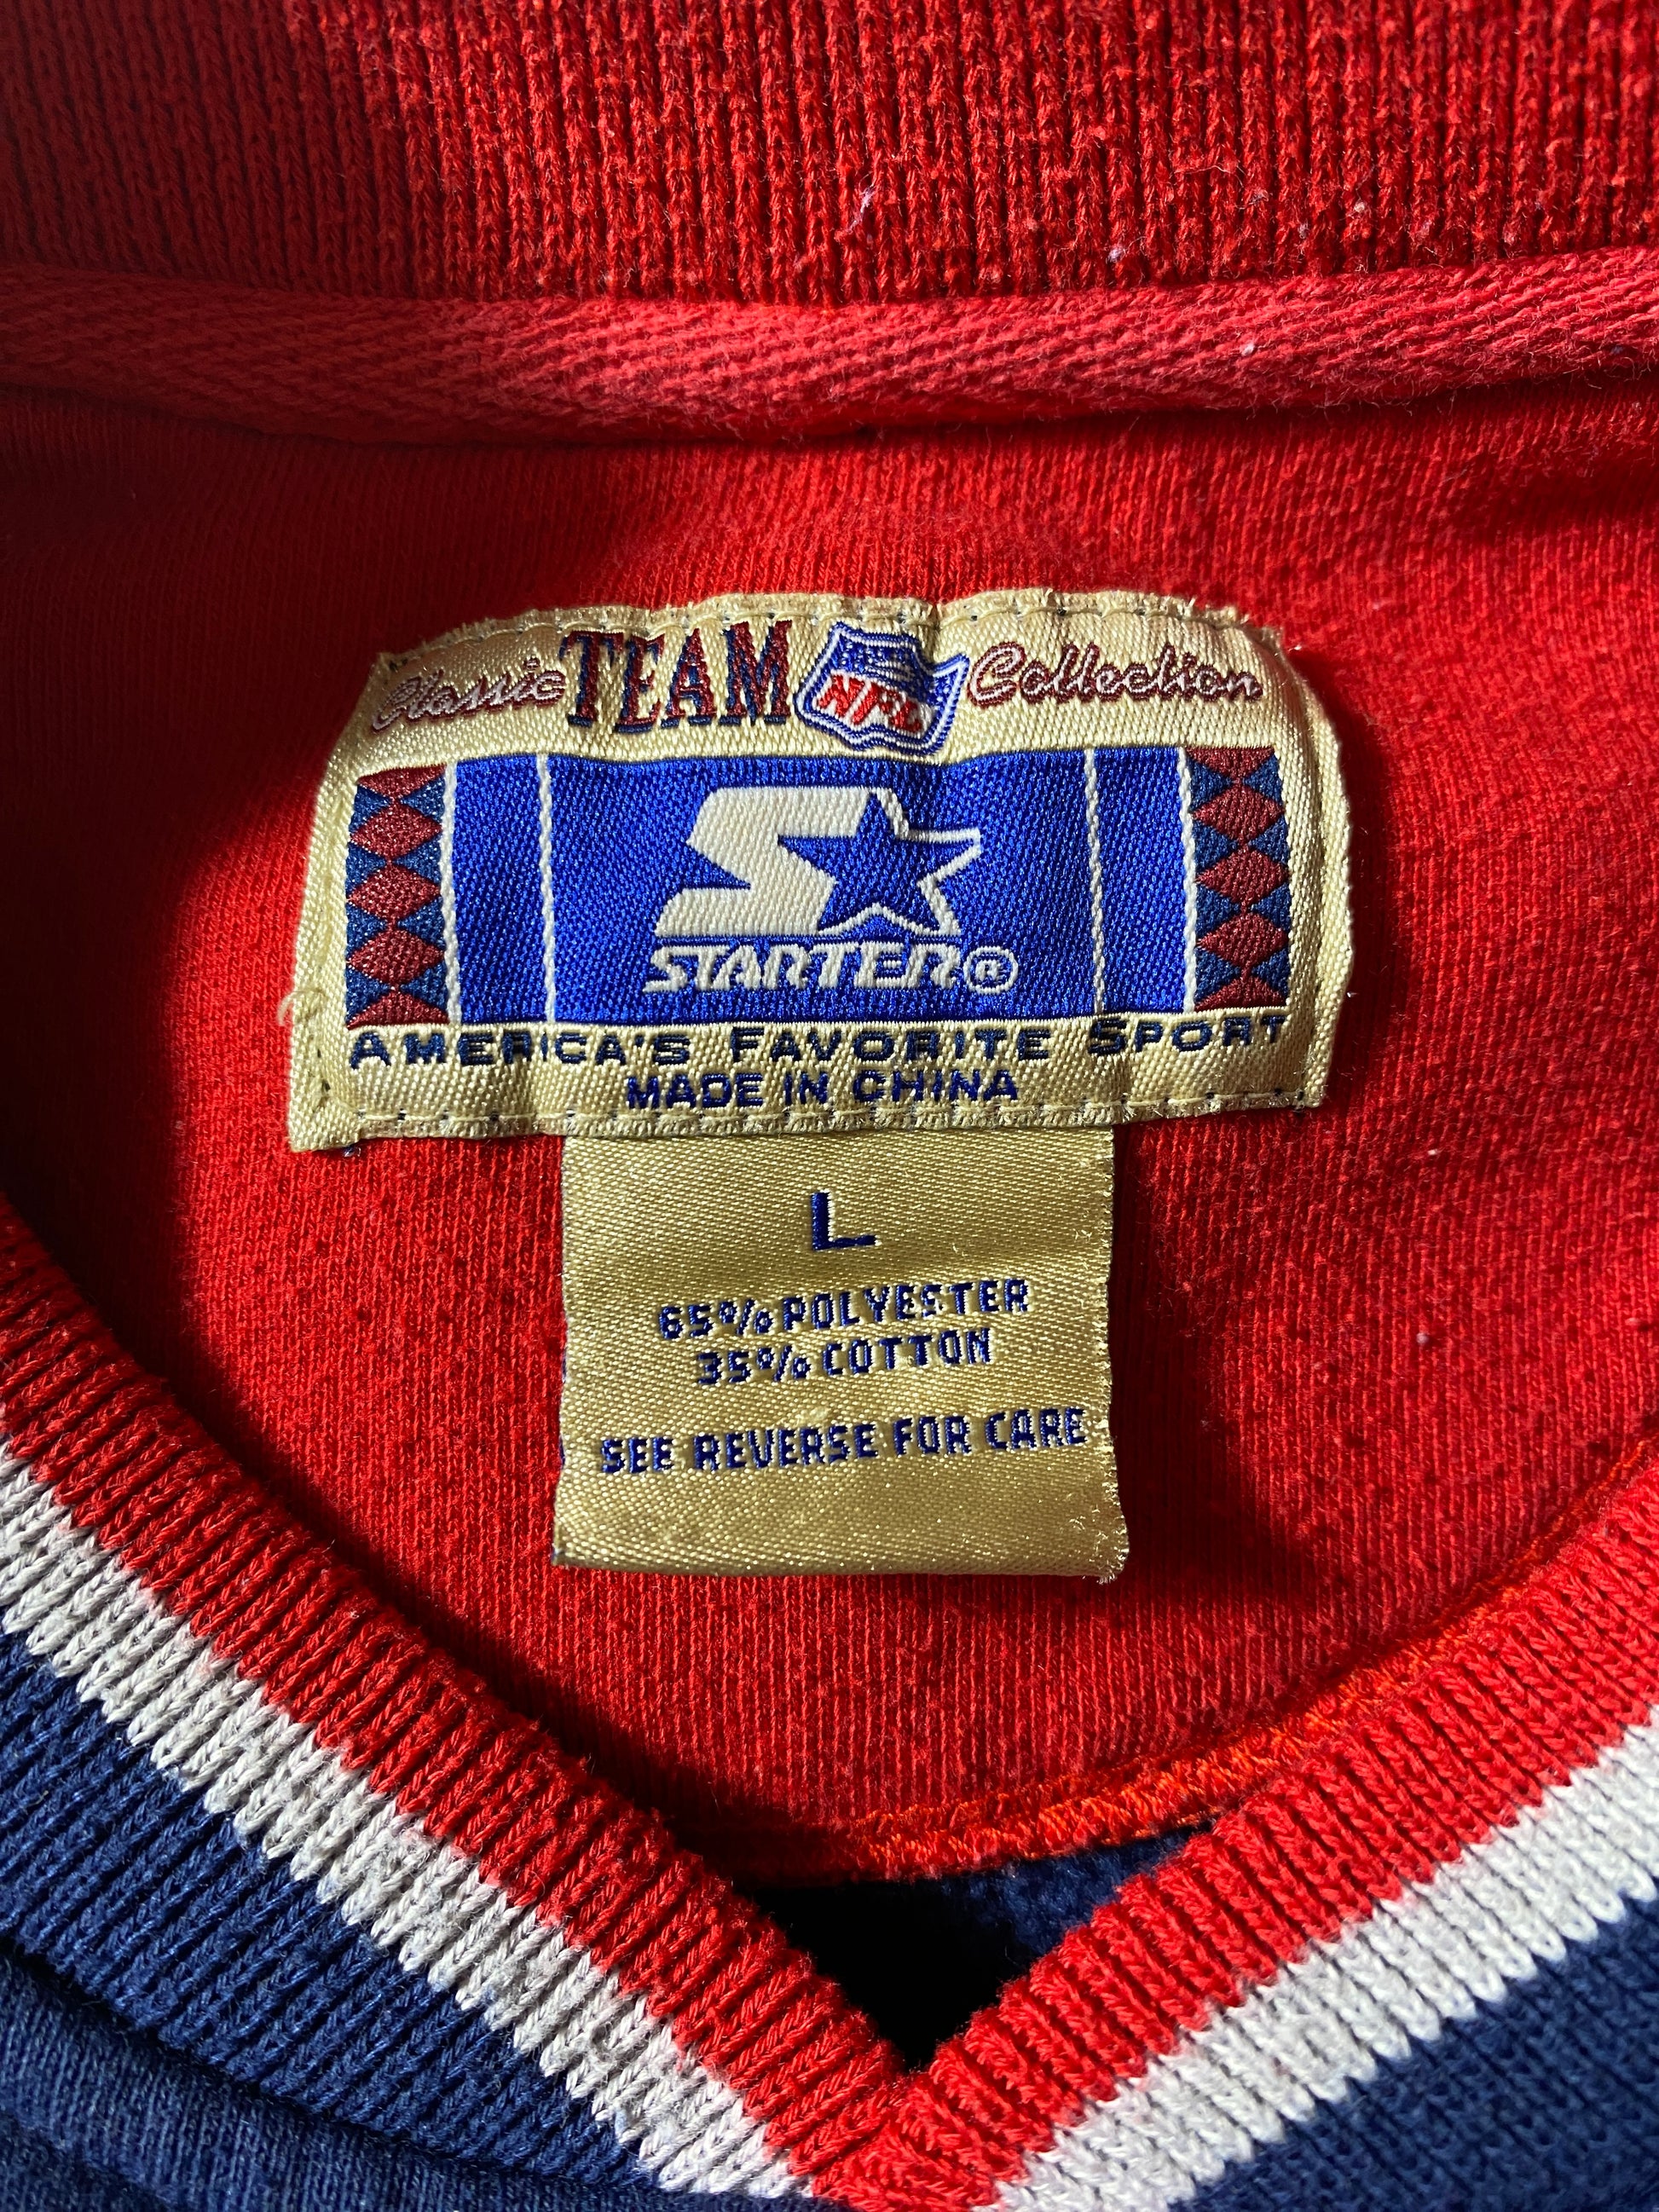 Classic TEAM NFL Collection
STARTER®
AMERICA'S FAVORITE SPORT
MADE IN CHINA
L
65% POLYESTER
35% COTTON
SEE REVERSE FOR CARE